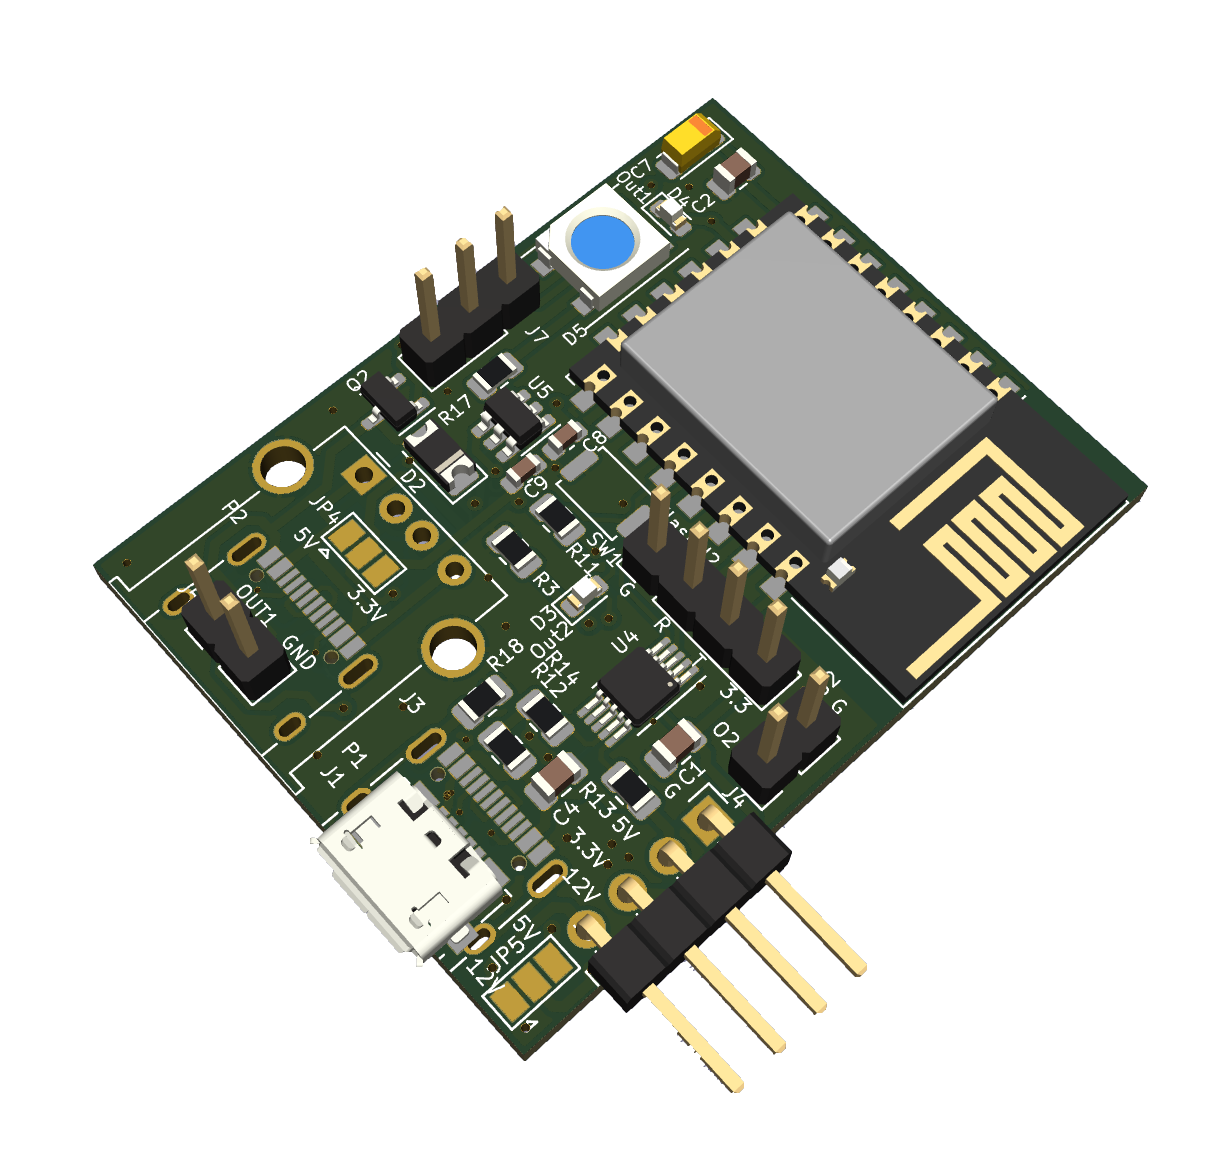 C7
Out1
D4
C2
J7
D5
Q2
U5
R17
C8
D2
C9
P2
JP4
5V
3.3V
SW1
G
R11
R3
D3
Out2
R
T
3.3
U4
OUT1
GND
R14
R12
R18
J3
O2
G
P1
J1
C1
G
J4
R13
5V
C4
3.3V
12V
5V
JP5
12V